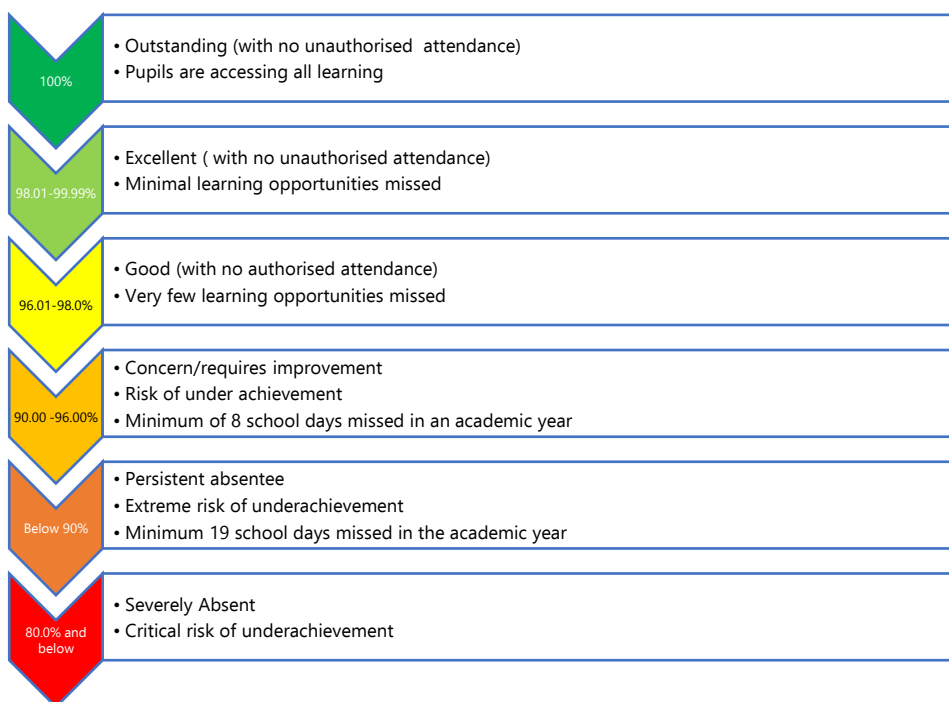 100%
• Outstanding (with no unauthorised  attendance)
• Pupils are accessing all learning
98.01-99.99%
• Excellent ( with no unauthorised attendance)
• Minimal learning opportunities missed
96.01-98.0%
• Good (with no authorised attendance)
• Very few learning opportunities missed
90.00 -96.00%
• Concern/requires improvement
• Risk of under achievement
• Minimum of 8 school days missed in an academic year
Below 90%
• Persistent absentee
• Extreme risk of underachievement
• Minimum 19 school days missed in the academic year
80.0% and
below
• Severely Absent
• Critical risk of underachievement